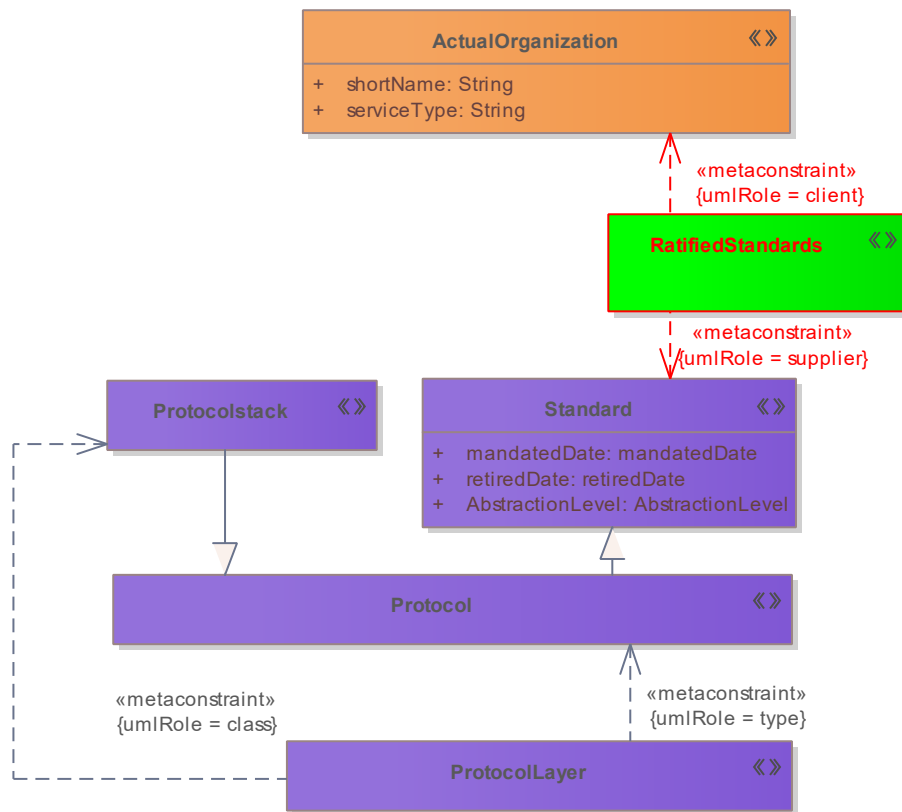 ActualOrganization «»
+ shortName: String
+ serviceType: String
«metaconstraint»
{umlRole = client}
RatifiedStandards «»
«metaconstraint»
{umlRole = supplier}
Protocolstack «»
Standard «»
+ mandatedDate: mandatedDate
+ retiredDate: retiredDate
+ AbstractionLevel: AbstractionLevel
Protocol «»
«metaconstraint»
{umlRole = class}
«metaconstraint»
{umlRole = type}
ProtocolLayer «»